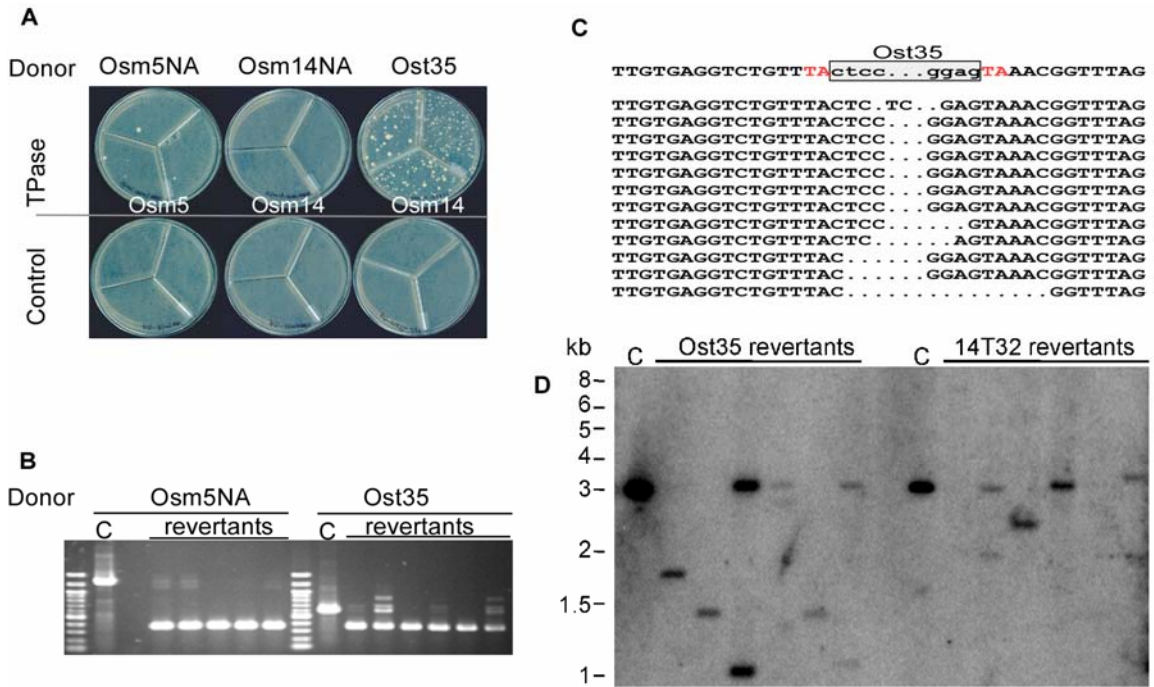 A
Donor
Osm5NA Osm14NA Ost35
TPase
Osm5 Osm14 Osm14
Control
B
Donor
Osm5NA Ost35
C revertants C revertants
C
Ost35
TTGTGAGGTCTGTTTActcc...ggagTAAACGGTTTAG
TTGTGAGGTCTGTTTACTC.TC..GAGTAAACGGTTTAG
TTGTGAGGTCTGTTTACTCC...GGAGTAAACGGTTTAG
TTGTGAGGTCTGTTTACTCC...GGAGTAAACGGTTTAG
TTGTGAGGTCTGTTTACTCC...GGAGTAAACGGTTTAG
TTGTGAGGTCTGTTTACTCC...GGAGTAAACGGTTTAG
TTGTGAGGTCTGTTTACTCC...GGAGTAAACGGTTTAG
TTGTGAGGTCTGTTTACTCC...GGAGTAAACGGTTTAG
TTGTGAGGTCTGTTTACTCC......GTAAACGGTTTAG
TTGTGAGGTCTGTTTACTC......AGTAAACGGTTTAG
TTGTGAGGTCTGTTTAC......GGAGTAAACGGTTTAG
TTGTGAGGTCTGTTTAC......GGAGTAAACGGTTTAG
TTGTGAGGTCTGTTTAC...............GGTTTAG
D
kb C Ost35 revertants C 14T32 revertants
8-
6-
5-
4-
3-
2-
1.5-
1-